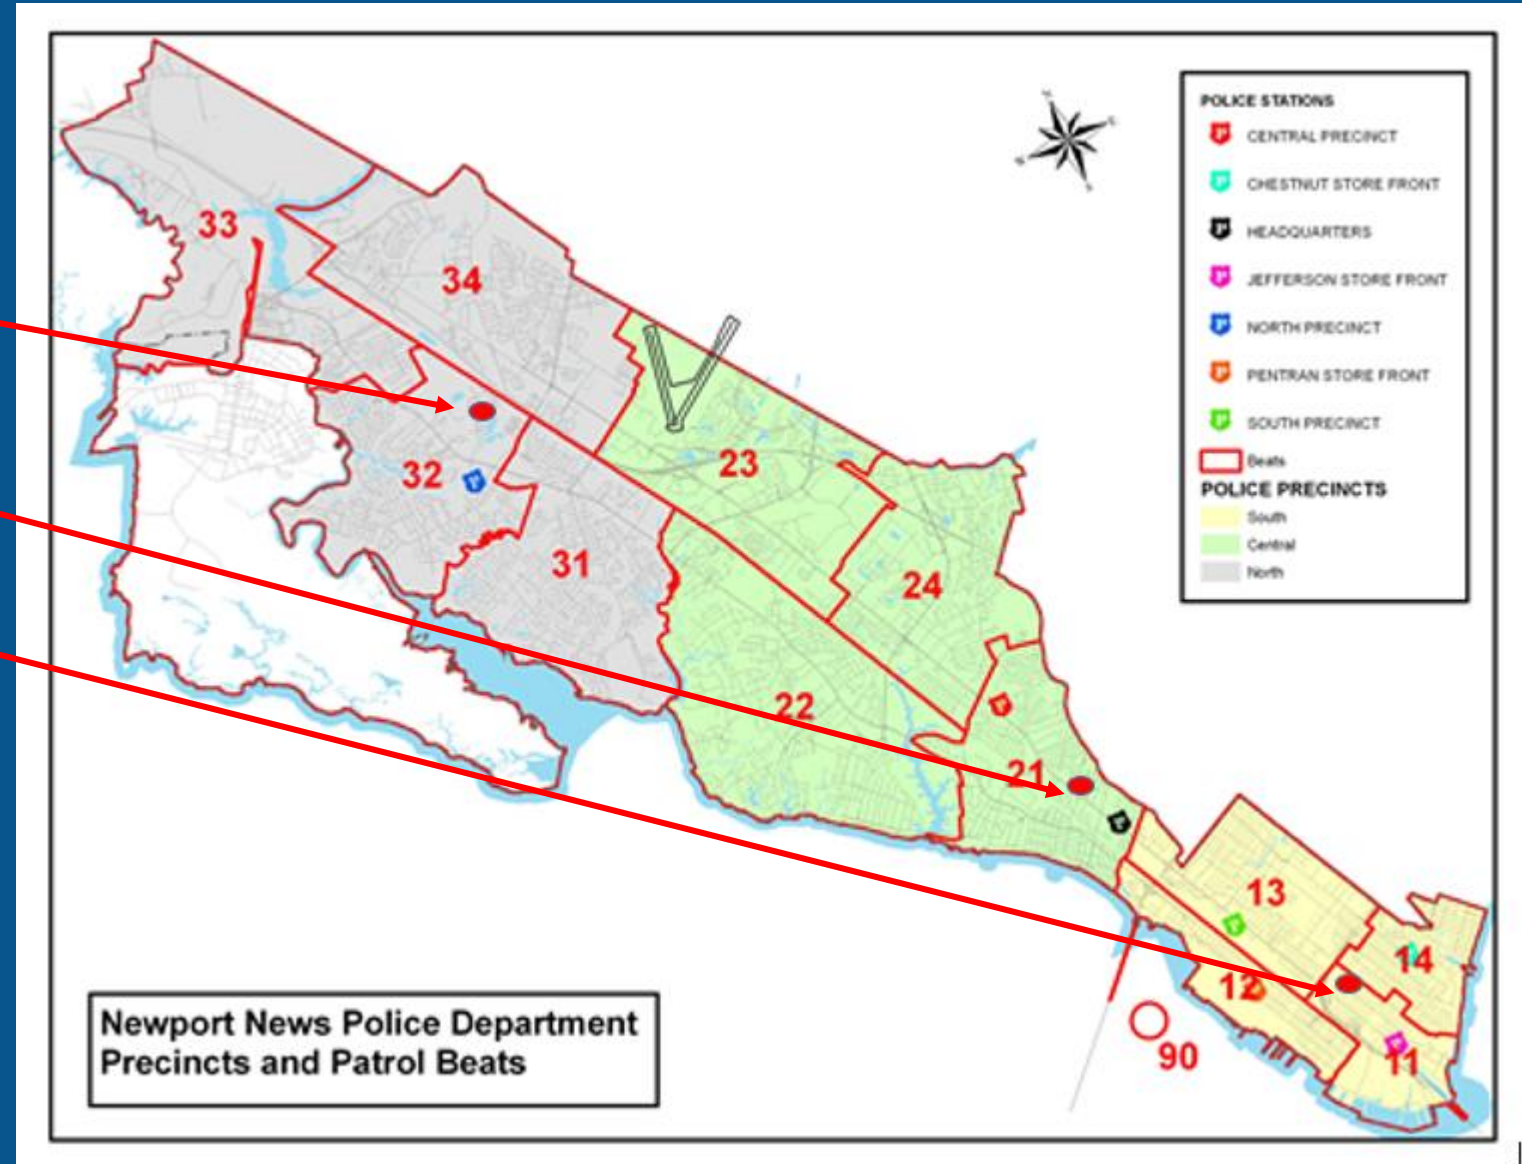 POLICE STATIONS
CENTRAL PRECINCT
CHESTNUT STORE FRONT
HEADQUARTERS
JEFFERSON STORE FRONT
NORTH PRECINCT
PENTRAN STORE FRONT
SOUTH PRECINCT
Beats
POLICE PRECINCTS
South
Central
North
33
34
32
31
23
24
22
21
13
14
12
11
90
Newport News Police Department
Precincts and Patrol Beats